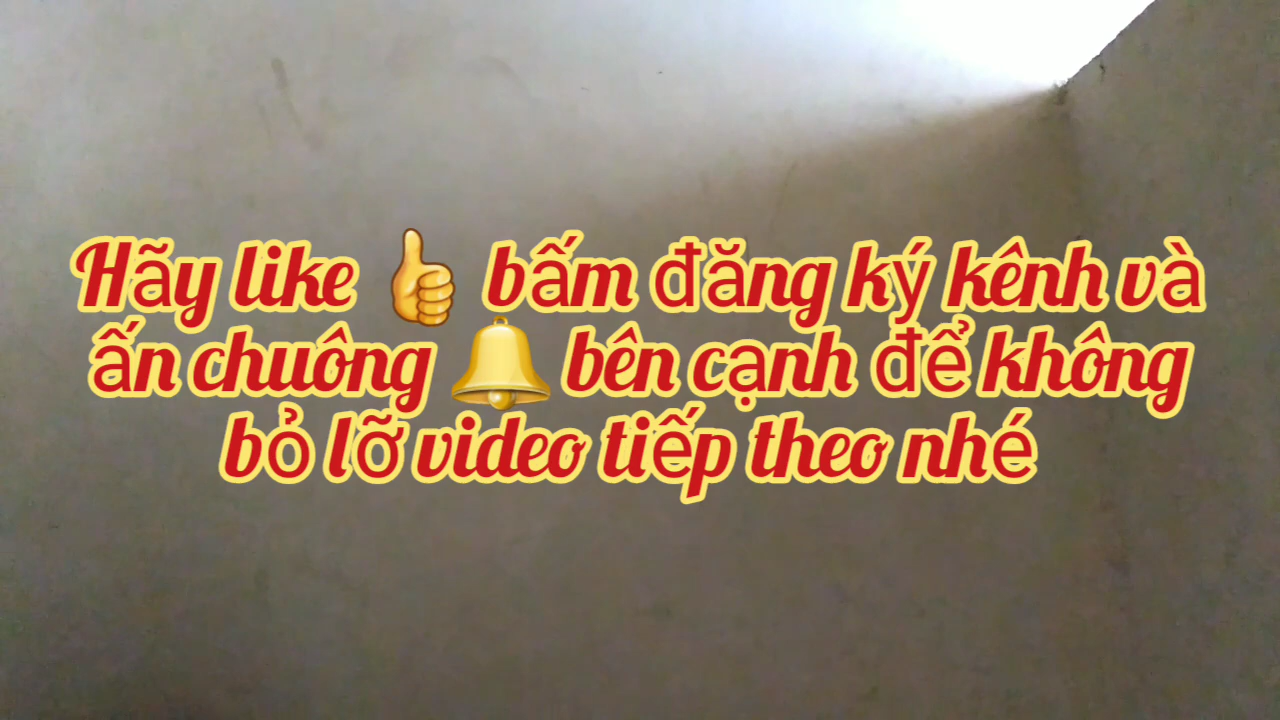 Hãy like 👍 bấm đăng ký kênh và
ấn chuông 🔔 bên cạnh để không
bỏ lỡ video tiếp theo nhé